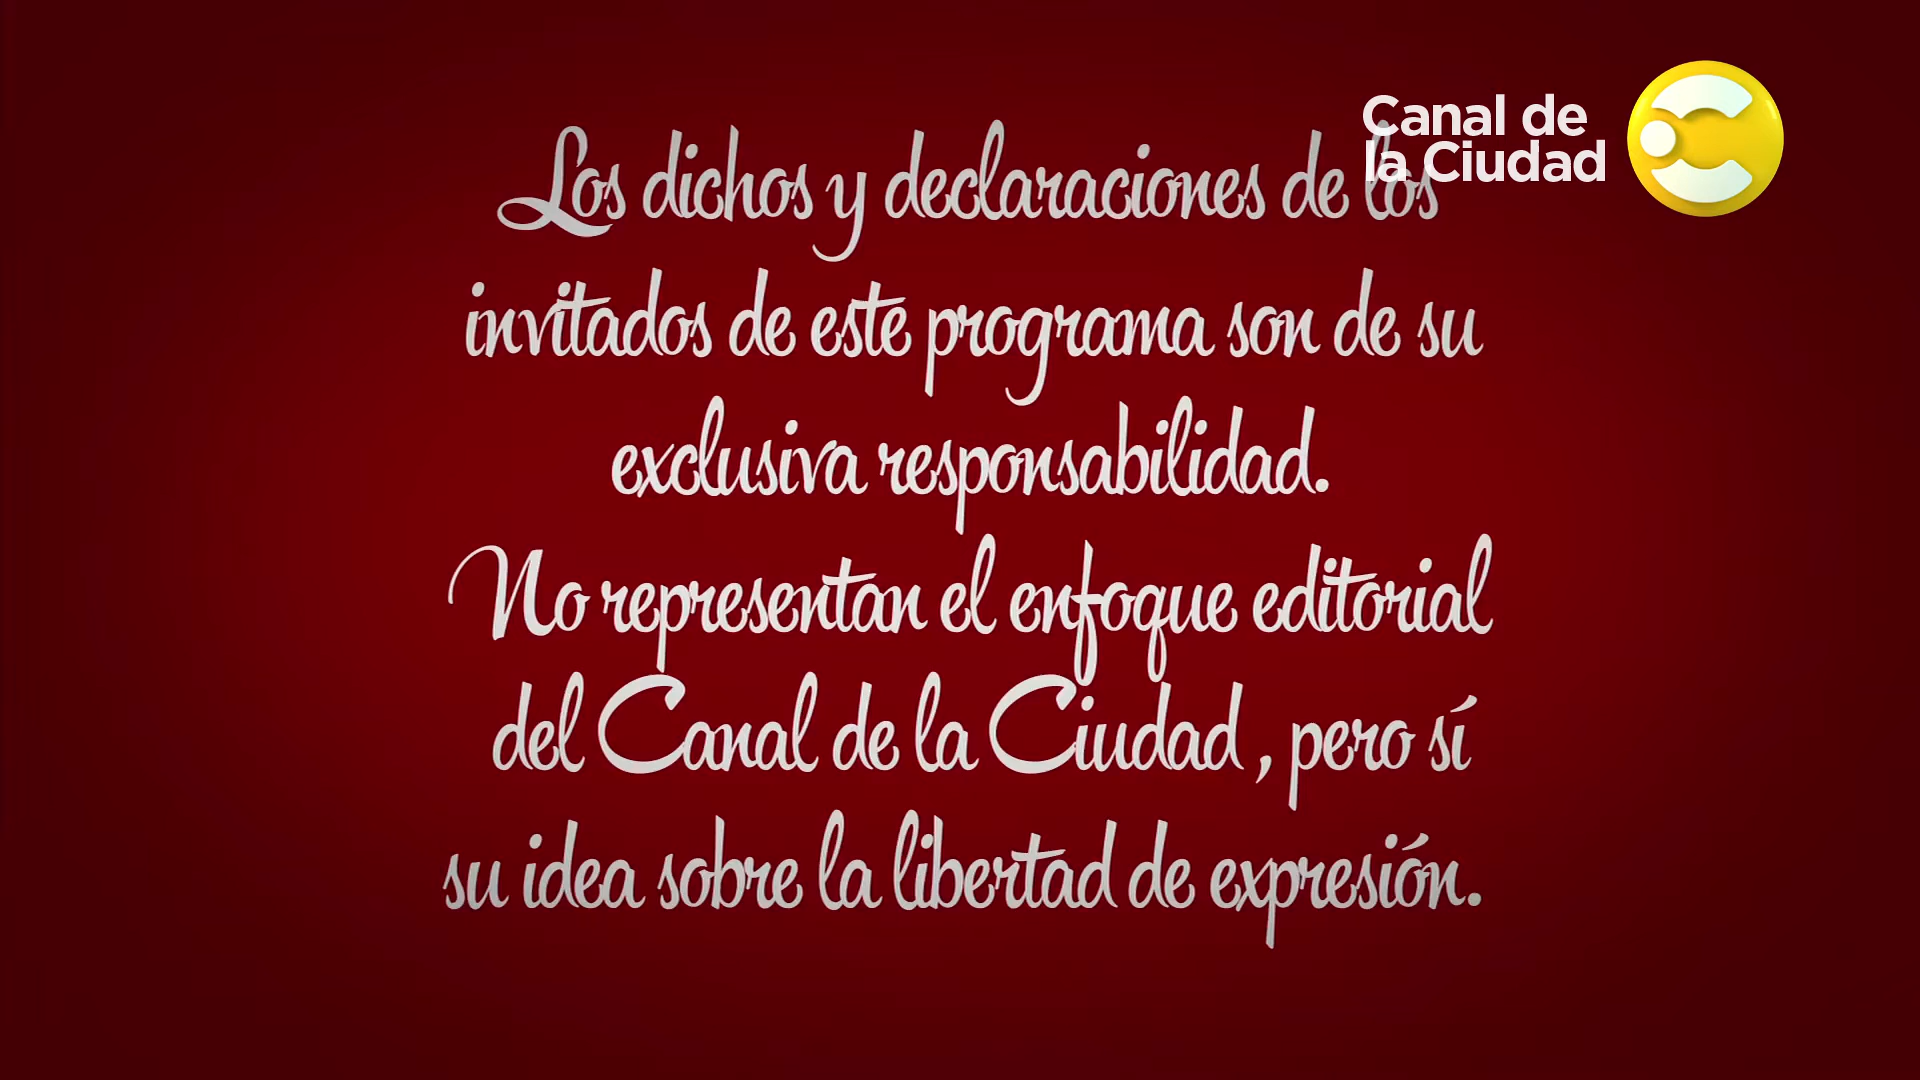 Canal de
la Ciudad
Los dichos y declaraciones de los
invitados de este programa son de su
exclusiva responsabilidad.
No representan el enfoque editorial
del Canal de la Ciudad, pero sí
su idea sobre la libertad de expresión.